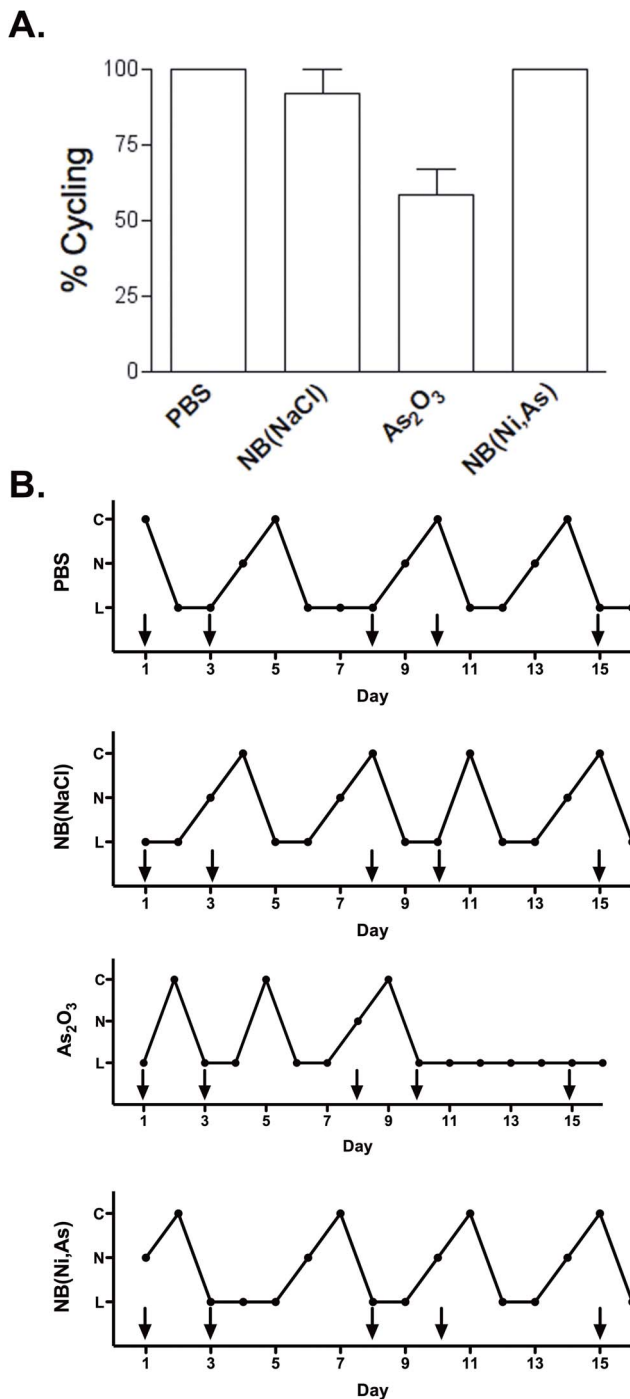 A.
100
75
50
25
0
% Cycling
PBS
NB(NaCl)
As₂O₃
NB(Ni,As)
B.
PBS
C
N
L
1 3 5 7 9 11 13 15
Day
NB(NaCl)
C
N
L
1 3 5 7 9 11 13 15
Day
As₂O₃
C
N
L
1 3 5 7 9 11 13 15
Day
NB(Ni,As)
C
N
L
1 3 5 7 9 11 13 15
Day